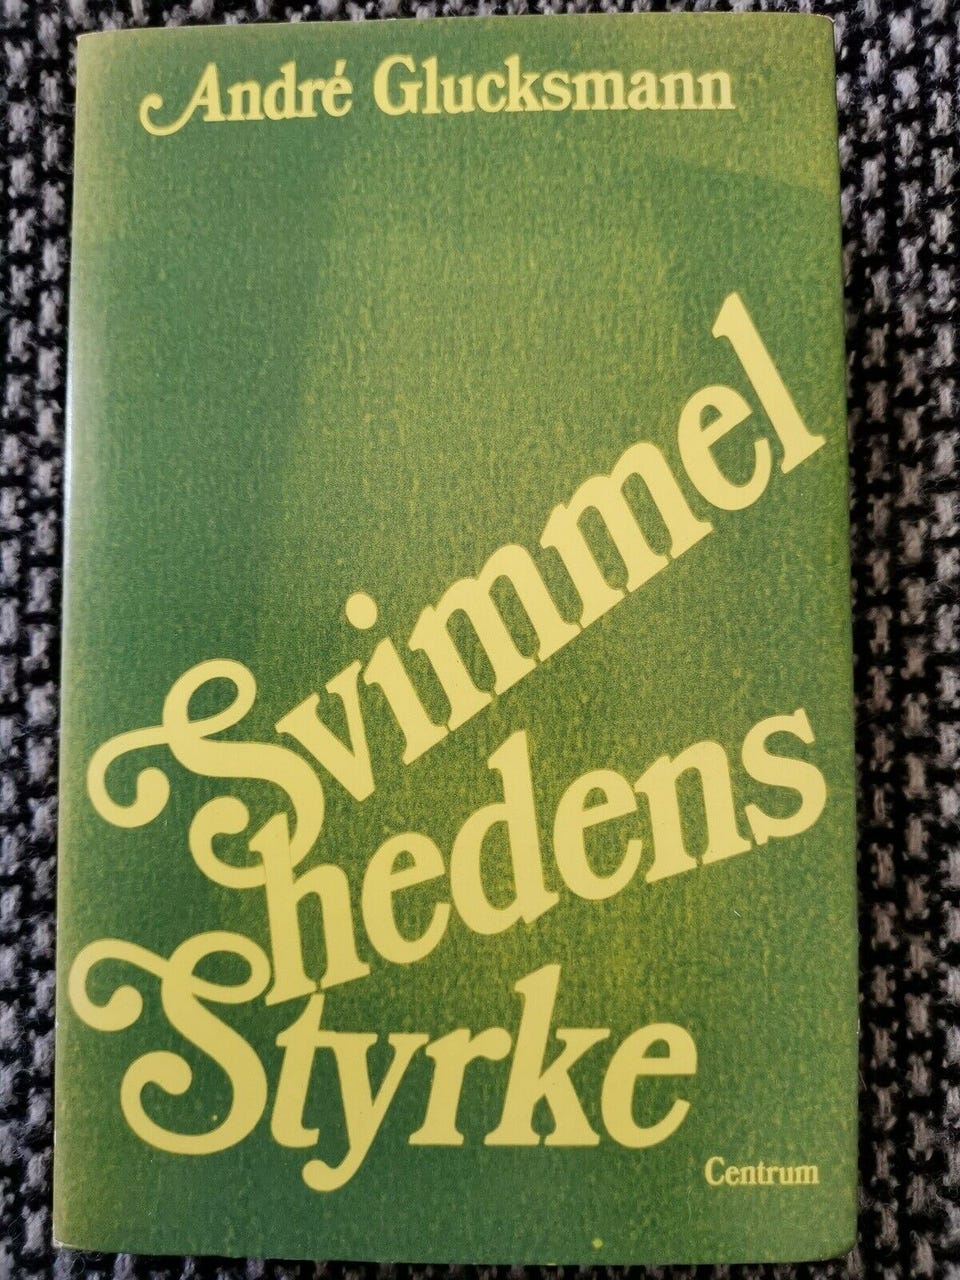 André Glucksmann
Svimmel
hedens
Styrke
Centrum